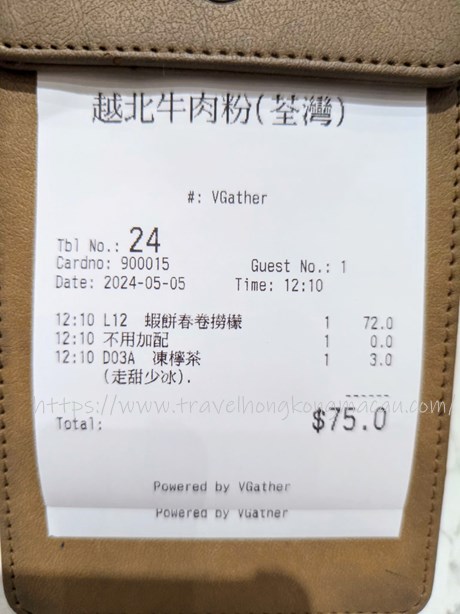 越北牛肉粉(荃灣)
#: VGather
Tbl No.: 24
Cardno: 900015 Guest No.: 1
Date: 2024-05-05 Time: 12:10
12:10 L12 蝦餅春卷撈檬 1 72.0
12:10 不用加配 1 0.0
12:10 D03A 凍檸茶 1 3.0
(走甜少冰).
https://www.travelhongkongmacau.com/
Total: $75.0
Powered by VGather
Powered by VGather